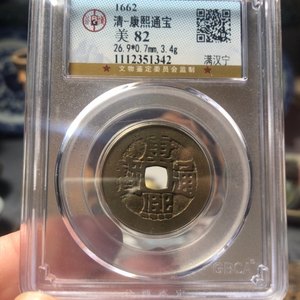 1662
清-康熙通宝
美 82
26.9*0.7mm,3.4g
1112351342
满汉宁
★★★★★文物鉴定委员会监制★★★★★
康熙通寶
GBCA